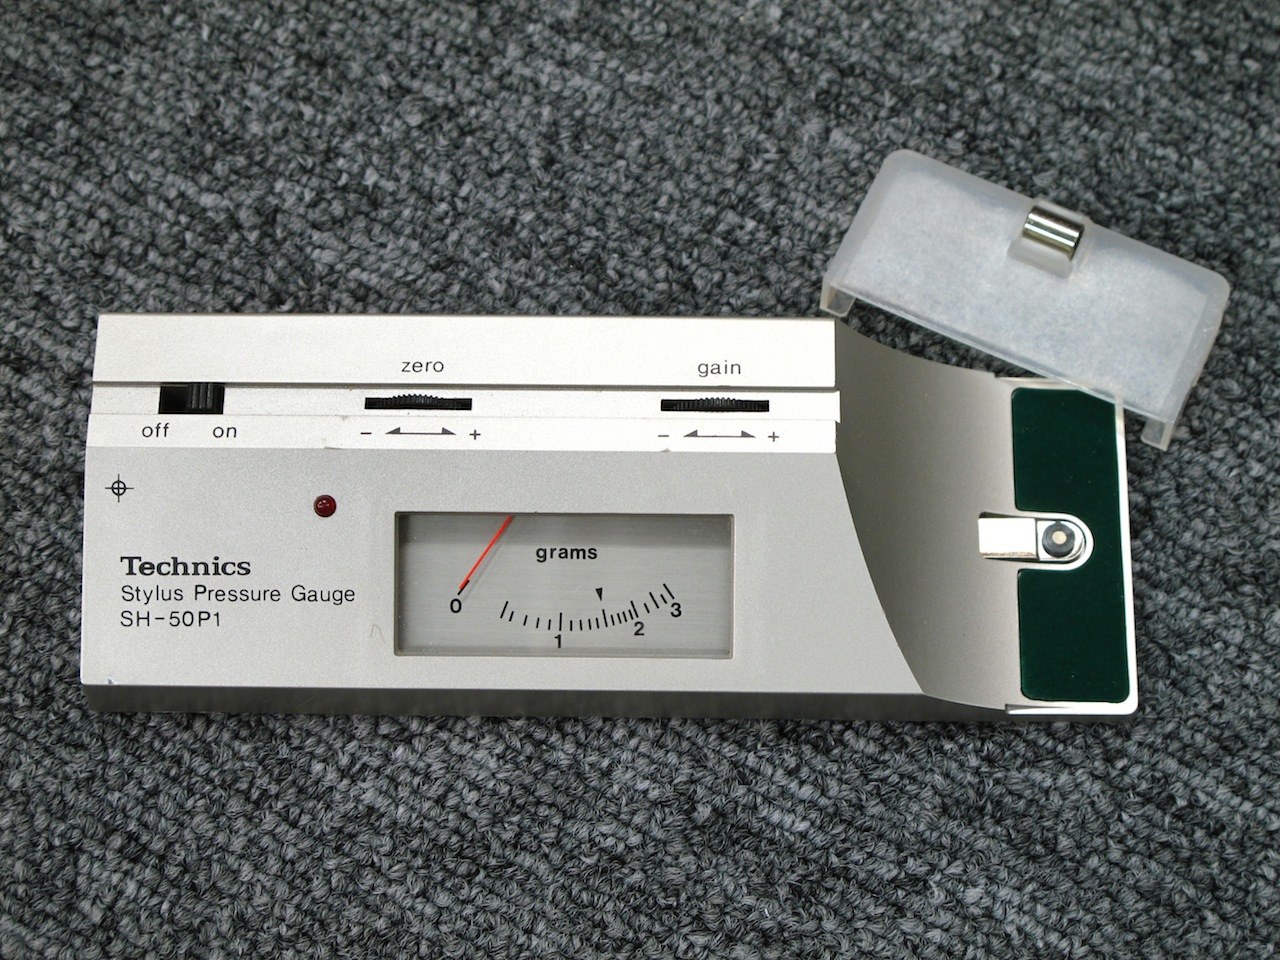 zero
gain
off on
- +
- +
Technics
Stylus Pressure Gauge
SH-50P1
grams
0
1
2
3